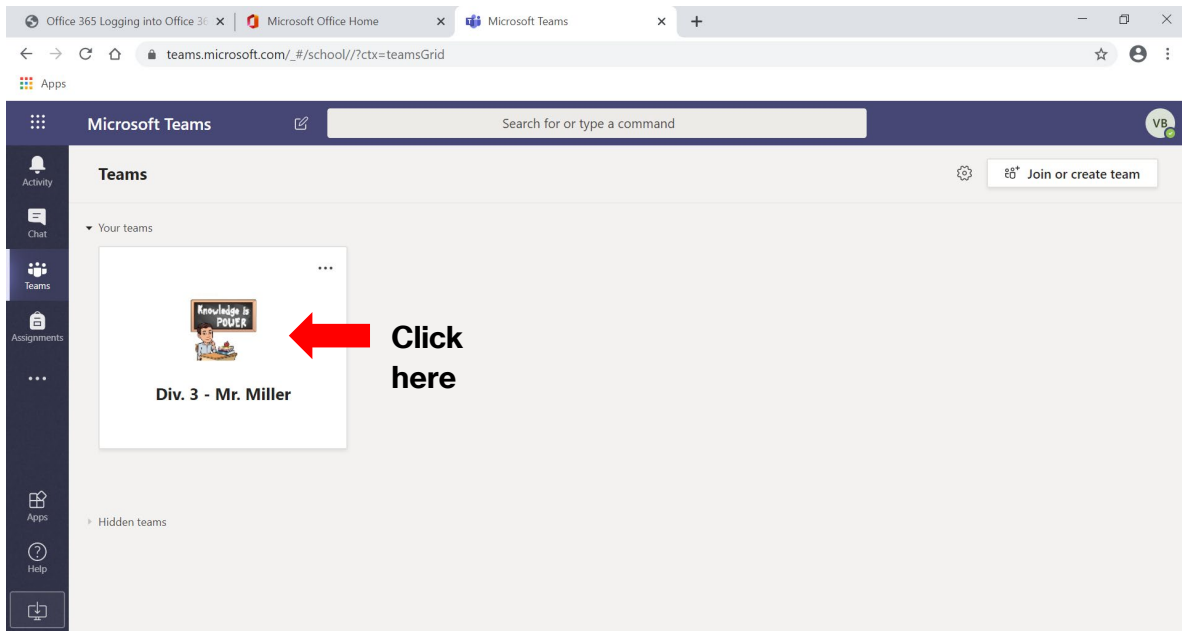 Office 365 Logging into Office 36
Microsoft Office Home
Microsoft Teams
teams.microsoft.com/_#/school//?ctx=teamsGrid
Apps
Microsoft Teams
Search for or type a command
VB
Activity
Teams
Join or create team
Chat
Your teams
Teams
Knowledge is
POWER
Assignments
Click
here
Div. 3 - Mr. Miller
Apps
Hidden teams
Help